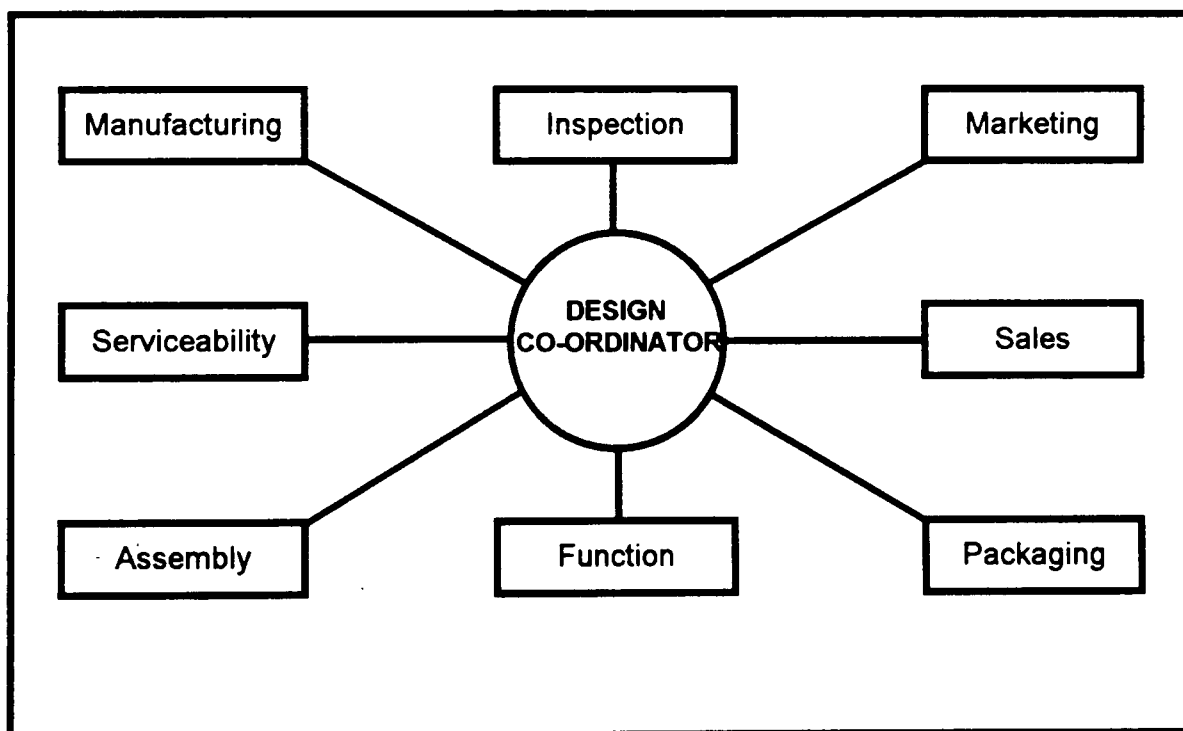 Manufacturing
Inspection
Marketing
DESIGN
CO-ORDINATOR
Serviceability
Sales
Assembly
Function
Packaging